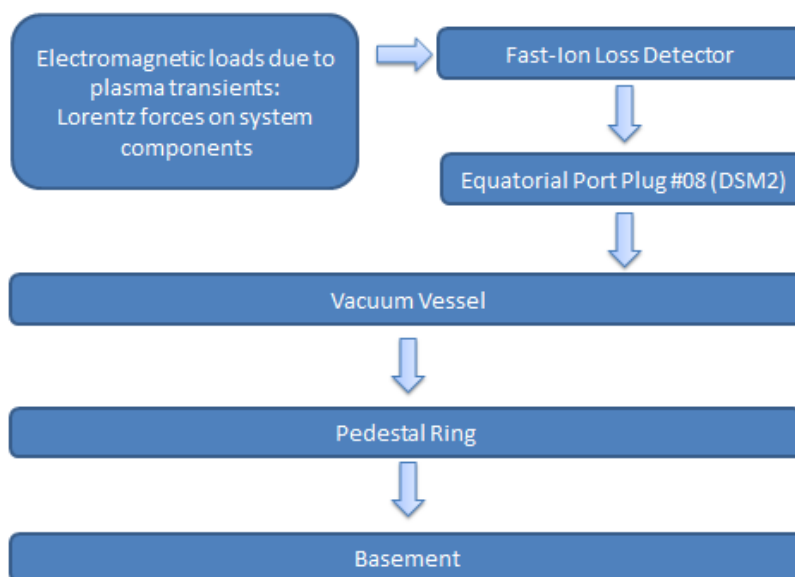 Electromagnetic loads due to
plasma transients:
Lorentz forces on system
components
Fast-Ion Loss Detector
Equatorial Port Plug #08 (DSM2)
Vacuum Vessel
Pedestal Ring
Basement